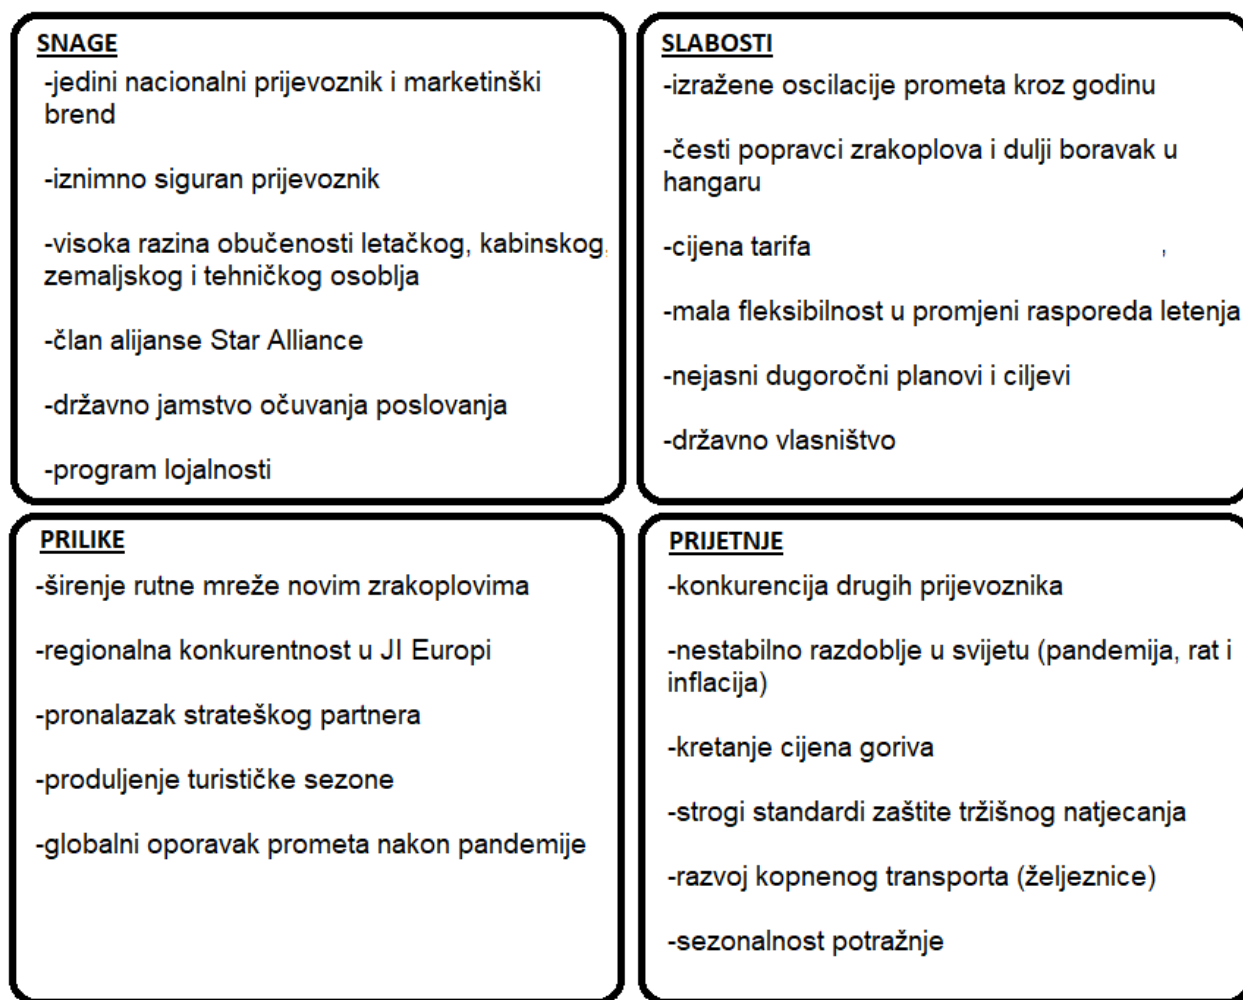 SNAGE
-jedini nacionalni prijevoznik i marketinški
brend
-iznimno siguran prijevoznik
-visoka razina obučenosti letačkog, kabinskog,
zemaljskog i tehničkog osoblja
-član alijanse Star Alliance
-državno jamstvo očuvanja poslovanja
-program lojalnosti
SLABOSTI
-izražene oscilacije prometa kroz godinu
-česti popravci zrakoplova i dulji boravak u
hangaru
-cijena tarifa ,
-mala fleksibilnost u promjeni rasporeda letenja
-nejasni dugoročni planovi i ciljevi
-državno vlasništvo
PRILIKE
-širenje rutne mreže novim zrakoplovima
-regionalna konkurentnost u JI Europi
-pronalazak strateškog partnera
-produljenje turističke sezone
-globalni oporavak prometa nakon pandemije
PRIJETNJE
-konkurencija drugih prijevoznika
-nestabilno razdoblje u svijetu (pandemija, rat i
inflacija)
-kretanje cijena goriva
-strogi standardi zaštite tržišnog natjecanja
-razvoj kopnenog transporta (željeznice)
-sezonalnost potražnje